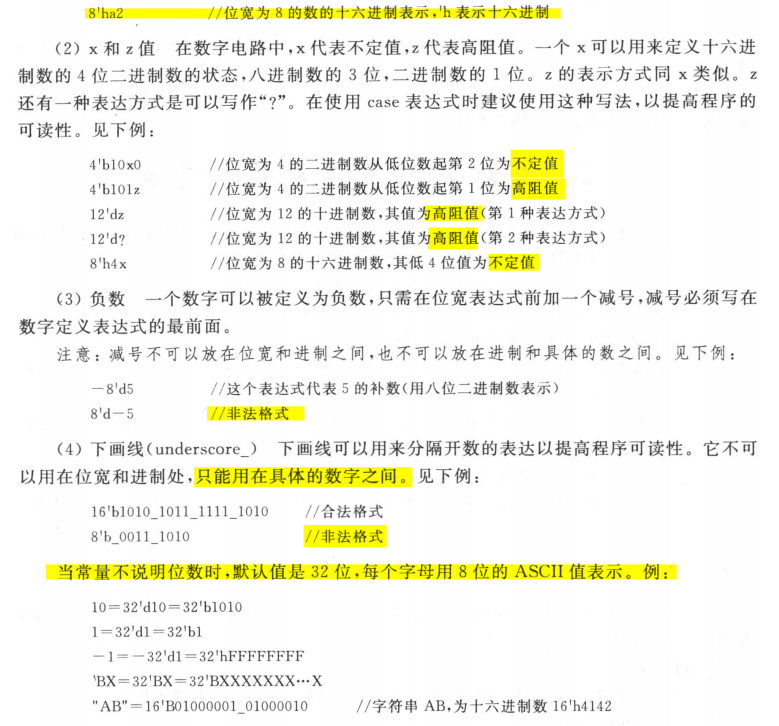 8'ha2 //位宽为 8 的数的十六进制表示,'h 表示十六进制
(2) x 和 z 值 在数字电路中,x 代表不定值,z 代表高阻值。一个 x 可以用来定义十六进
制数的 4 位二进制数的状态,八进制数的 3 位,二进制数的 1 位。z 的表示方式同 x 类似。z
还有一种表达方式是可以写作“?”。在使用 case 表达式时建议使用这种写法,以提高程序的
可读性。见下例:
4'b10x0 //位宽为 4 的二进制数从低位数起第 2 位为不定值
4'b101z //位宽为 4 的二进制数从低位数起第 1 位为高阻值
12'dz //位宽为 12 的十进制数,其值为高阻值(第 1 种表达方式)
12'd? //位宽为 12 的十进制数,其值为高阻值(第 2 种表达方式)
8'h4x //位宽为 8 的十六进制数,其低 4 位值为不定值
(3) 负数 一个数字可以被定义为负数,只需在位宽表达式前加一个减号,减号必须写在
数字定义表达式的最前面。
注意:减号不可以放在位宽和进制之间,也不可以放在进制和具体的数之间。见下例:
-8'd5 //这个表达式代表 5 的补数(用八位二进制数表示)
8'd-5 //非法格式
(4) 下画线(underscore_) 下画线可以用来分隔开数的表达以提高程序可读性。它不可
以用在位宽和进制处,只能用在具体的数字之间。见下例:
16'b1010_1011_1111_1010 //合法格式
8'b_0011_1010 //非法格式
当常量不说明位数时,默认值是 32 位,每个字母用 8 位的 ASCII 值表示。例:
10=32'd10=32'b1010
1=32'd1=32'b1
-1=-32'd1=32'hFFFFFFFF
'BX=32'BX=32'BXXXXXXX…X
"AB"=16'B01000001_01000010 //字符串 AB,为十六进制数 16'h4142